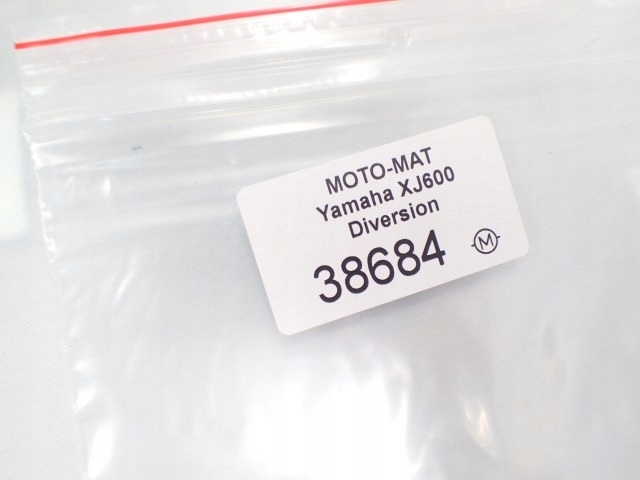 MOTO-MAT
Yamaha XJ600
Diversion
38684 M